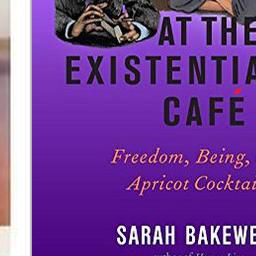 AT THE
EXISTENTIA
CAFÉ
Freedom, Being,
Apricot Cocktai
SARAH BAKEWE